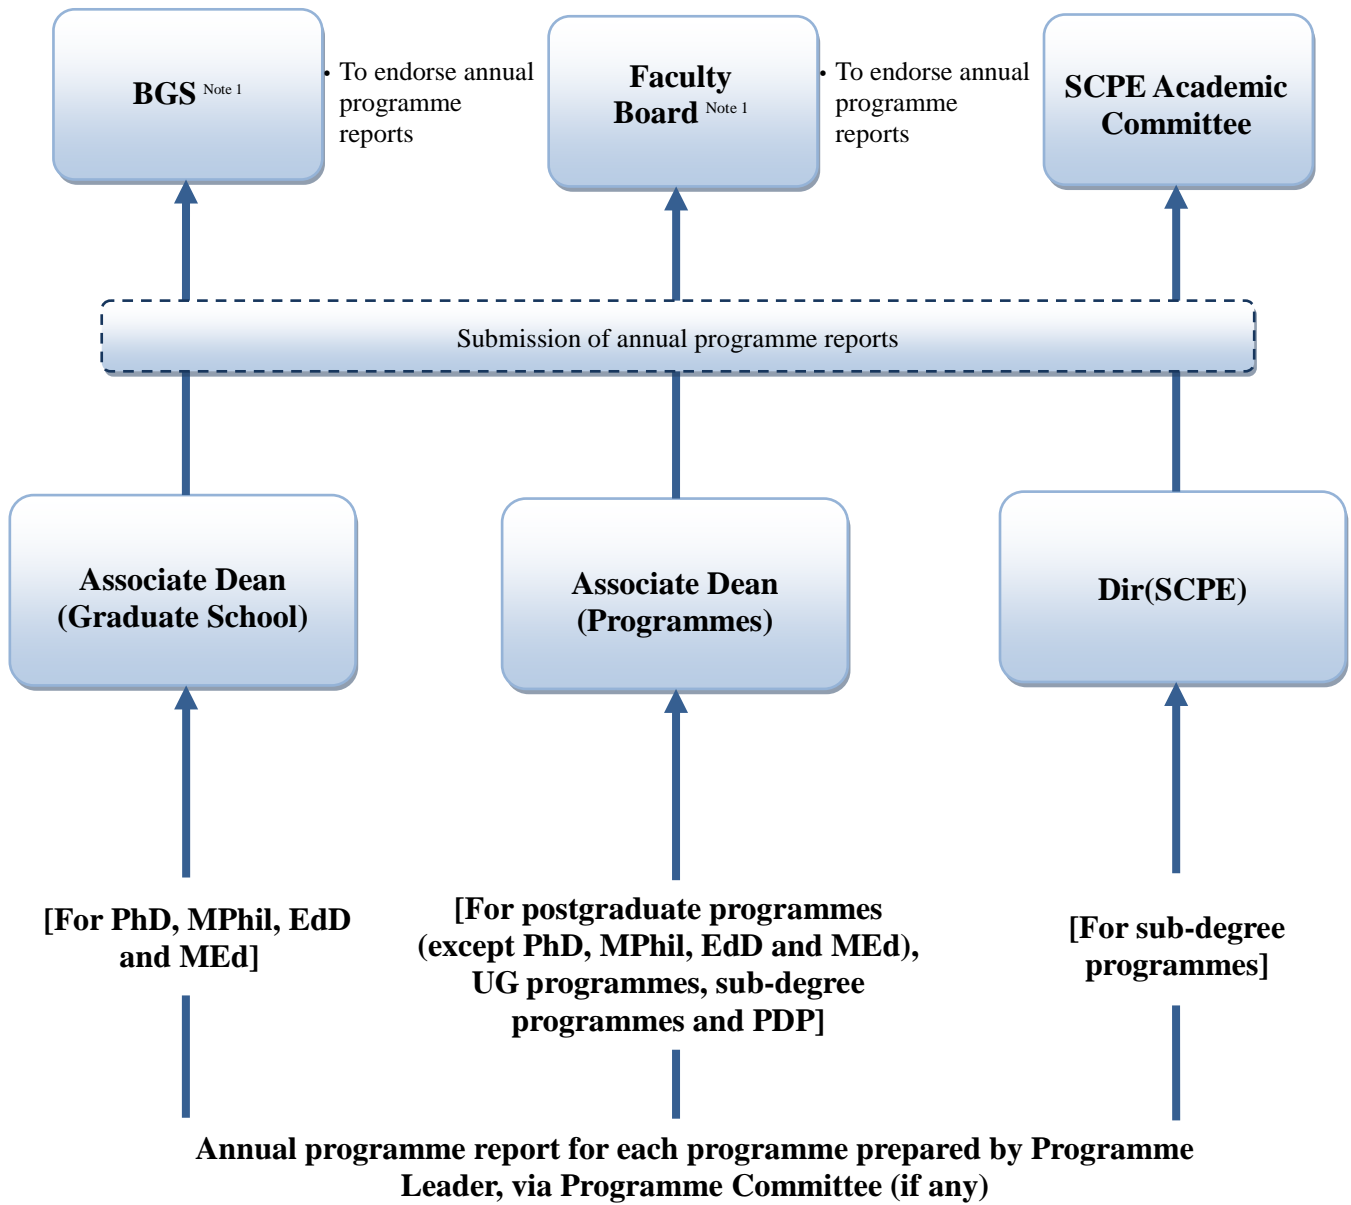 BGS Note 1
• To endorse annual
programme
reports
Faculty
Board Note 1
• To endorse annual
programme
reports
SCPE Academic
Committee
Submission of annual programme reports
Associate Dean
(Graduate School)
Associate Dean
(Programmes)
Dir(SCPE)
[For PhD, MPhil, EdD
and MEd]
[For postgraduate programmes
(except PhD, MPhil, EdD and MEd),
UG programmes, sub-degree
programmes and PDP]
[For sub-degree
programmes]
Annual programme report for each programme prepared by Programme
Leader, via Programme Committee (if any)